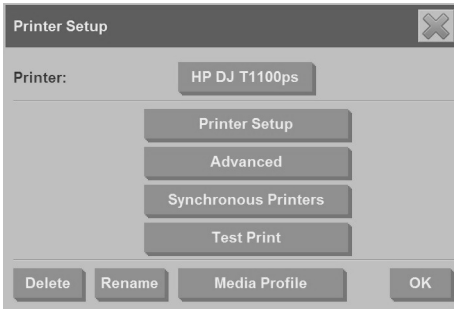 Printer Setup
Printer: HP DJ T1100ps
Printer Setup
Advanced
Synchronous Printers
Test Print
Delete Rename Media Profile OK